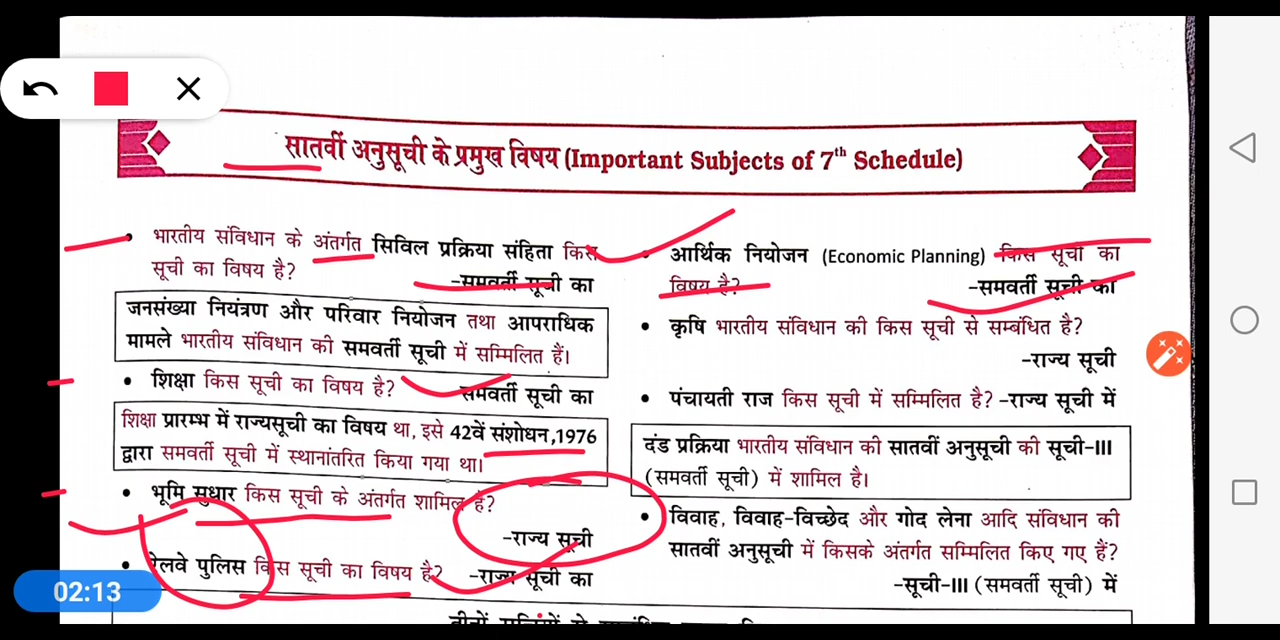 सातवीं अनुसूची के प्रमुख विषय (Important Subjects of 7th Schedule)
• भारतीय संविधान के अंतर्गत सिविल प्रक्रिया संहिता किस
सूची का विषय है?
-समवर्ती सूची का
जनसंख्या नियंत्रण और परिवार नियोजन तथा आपराधिक
मामले भारतीय संविधान की समवर्ती सूची में सम्मिलित हैं।
• शिक्षा किस सूची का विषय है? समवर्ती सूची का
शिक्षा प्रारम्भ में राज्यसूची का विषय था, इसे 42वें संशोधन,1976
द्वारा समवर्ती सूची में स्थानांतरित किया गया था।
• भूमि सुधार किस सूची के अंतर्गत शामिल है?
-राज्य सूची
• रेलवे पुलिस किस सूची का विषय है? -राज्य सूची का
• आर्थिक नियोजन (Economic Planning) किस सूची का
विषय है? -समवर्ती सूची का
• कृषि भारतीय संविधान की किस सूची से सम्बंधित है?
-राज्य सूची
• पंचायती राज किस सूची में सम्मिलित है? -राज्य सूची में
दंड प्रक्रिया भारतीय संविधान की सातवीं अनुसूची की सूची-III
(समवर्ती सूची) में शामिल है।
• विवाह, विवाह-विच्छेद और गोद लेना आदि संविधान की
सातवीं अनुसूची में किसके अंतर्गत सम्मिलित किए गए हैं?
-सूची-III (समवर्ती सूची) में
02:13